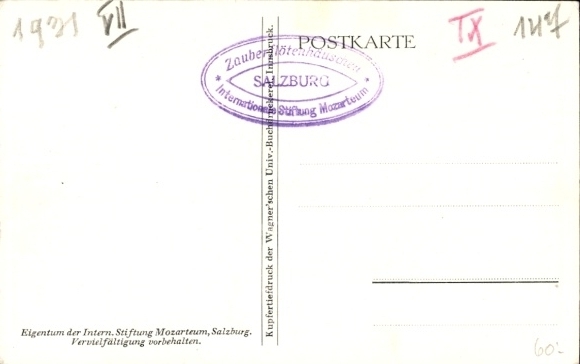 1931 VII
IX 147
POSTKARTE
Zauberflötenhäuschen
SALZBURG
* Internationale Stiftung Mozarteum *
Kupfertiefdruck der Wagner'schen Univ.-Buchdruckerei Innsbruck.
Eigentum der Intern. Stiftung Mozarteum, Salzburg.
Vervielfältigung vorbehalten.
60.-